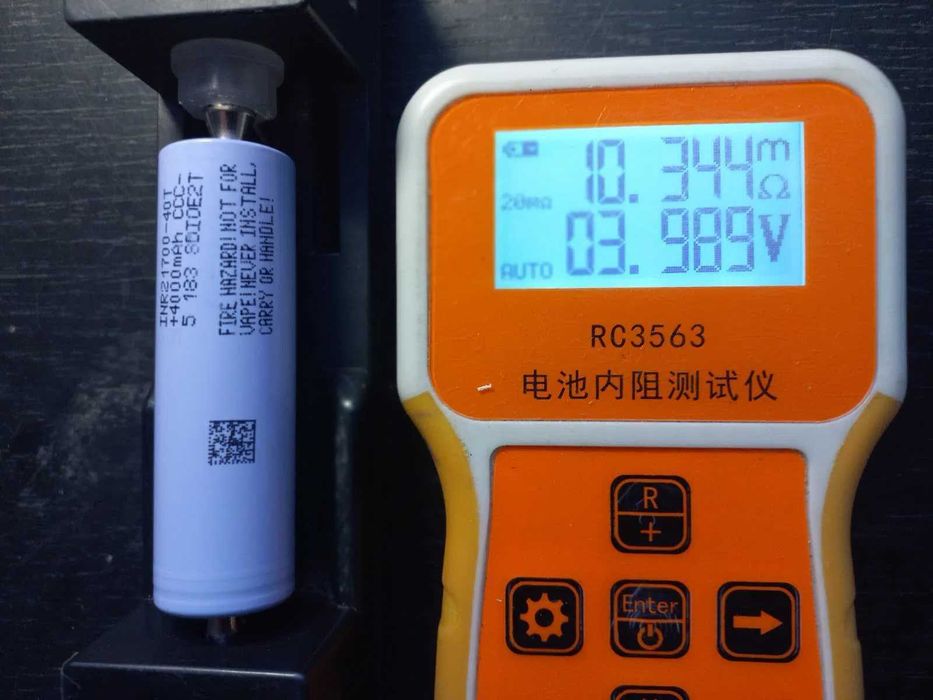 INR21700-40T
+4000mAh CCC-
5 183 SDIOE2T
FIRE HAZARD! NOT FOR
VAPE! NEVER INSTALL,
CARRY OR HANDLE!
10.344mΩ
20mΩ
03.989V
AUTO
RC3563
电池内阻测试仪
R
+
Enter